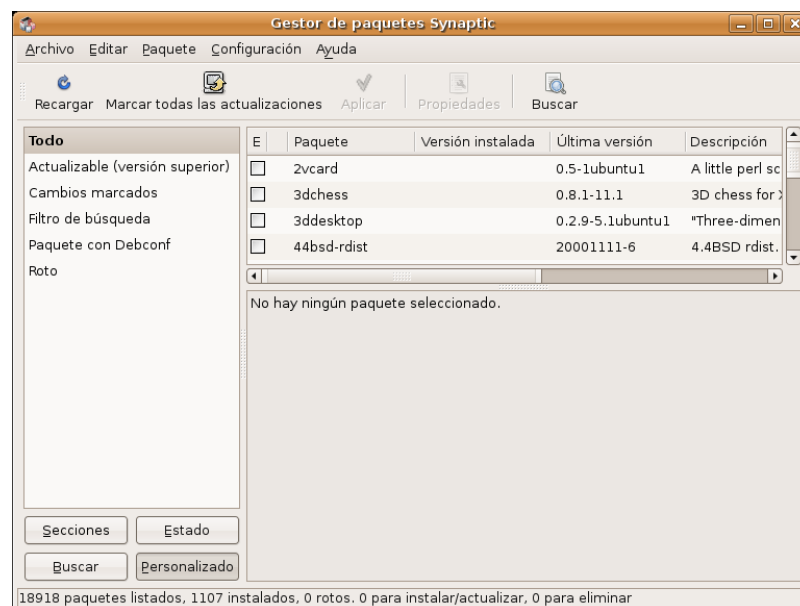 Gestor de paquetes Synaptic
Archivo Editar Paquete Configuración Ayuda
Recargar Marcar todas las actualizaciones Aplicar Propiedades Buscar
Todo
Actualizable (versión superior)
Cambios marcados
Filtro de búsqueda
Paquete con Debconf
Roto
E Paquete Versión instalada Última versión Descripción
2vcard 0.5-1ubuntu1 A little perl sc
3dchess 0.8.1-11.1 3D chess for
3ddesktop 0.2.9-5.1ubuntu1 "Three-dimen
44bsd-rdist 20001111-6 4.4BSD rdist.
No hay ningún paquete seleccionado.
Secciones Estado
Buscar Personalizado
18918 paquetes listados, 1107 instalados, 0 rotos. 0 para instalar/actualizar, 0 para eliminar